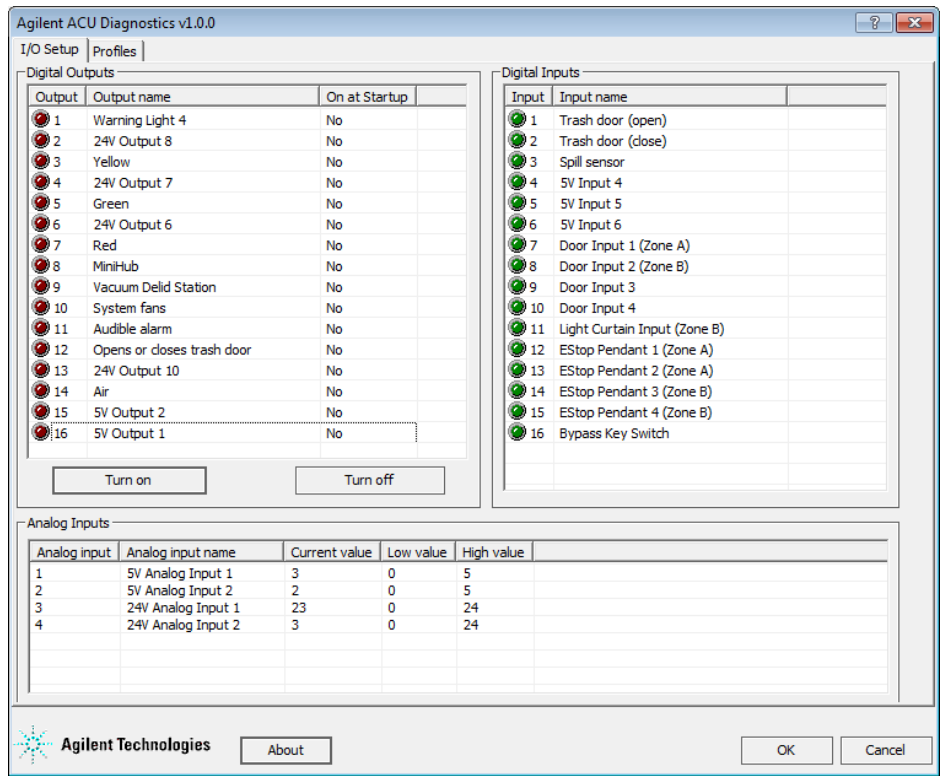 Agilent ACU Diagnostics v1.0.0
I/O Setup Profiles
Digital Outputs
Output Output name On at Startup
1 Warning Light 4 No
2 24V Output 8 No
3 Yellow No
4 24V Output 7 No
5 Green No
6 24V Output 6 No
7 Red No
8 MiniHub No
9 Vacuum Delid Station No
10 System fans No
11 Audible alarm No
12 Opens or closes trash door No
13 24V Output 10 No
14 Air No
15 5V Output 2 No
16 5V Output 1 No
Turn on Turn off
Digital Inputs
Input Input name
1 Trash door (open)
2 Trash door (close)
3 Spill sensor
4 5V Input 4
5 5V Input 5
6 5V Input 6
7 Door Input 1 (Zone A)
8 Door Input 2 (Zone B)
9 Door Input 3
10 Door Input 4
11 Light Curtain Input (Zone B)
12 EStop Pendant 1 (Zone A)
13 EStop Pendant 2 (Zone A)
14 EStop Pendant 3 (Zone B)
15 EStop Pendant 4 (Zone B)
16 Bypass Key Switch
Analog Inputs
Analog input Analog input name Current value Low value High value
1 5V Analog Input 1 3 0 5
2 5V Analog Input 2 2 0 5
3 24V Analog Input 1 23 0 24
4 24V Analog Input 2 3 0 24
Agilent Technologies About OK Cancel